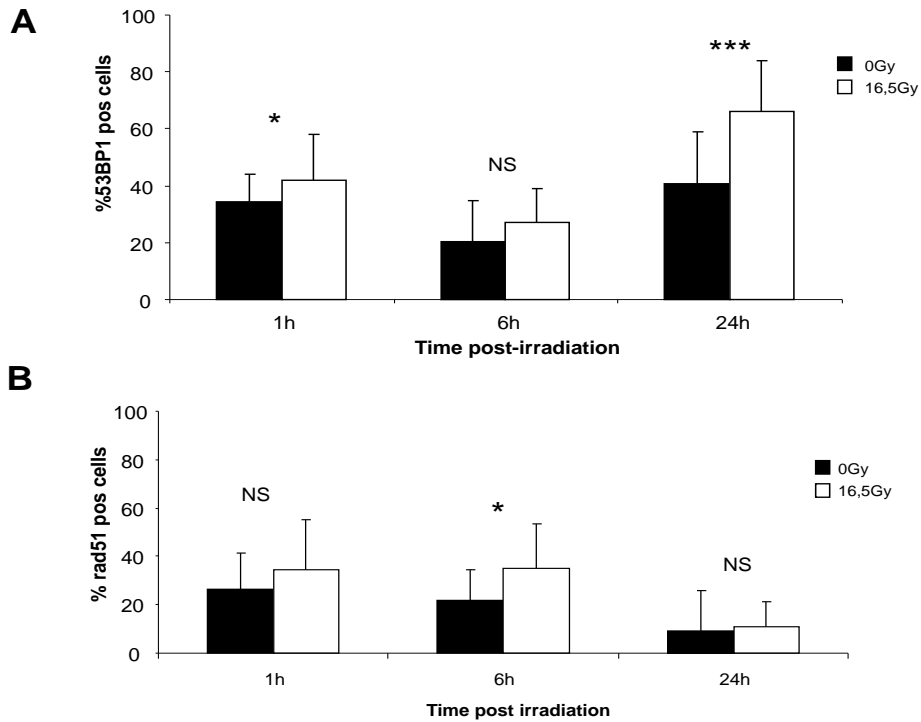 A
%53BP1 pos cells
100
80
60
40
20
0
*
NS
***
0Gy
16,5Gy
1h
6h
24h
Time post-irradiation
B
% rad51 pos cells
100
80
60
40
20
0
NS
*
NS
0Gy
16,5Gy
1h
6h
24h
Time post irradiation